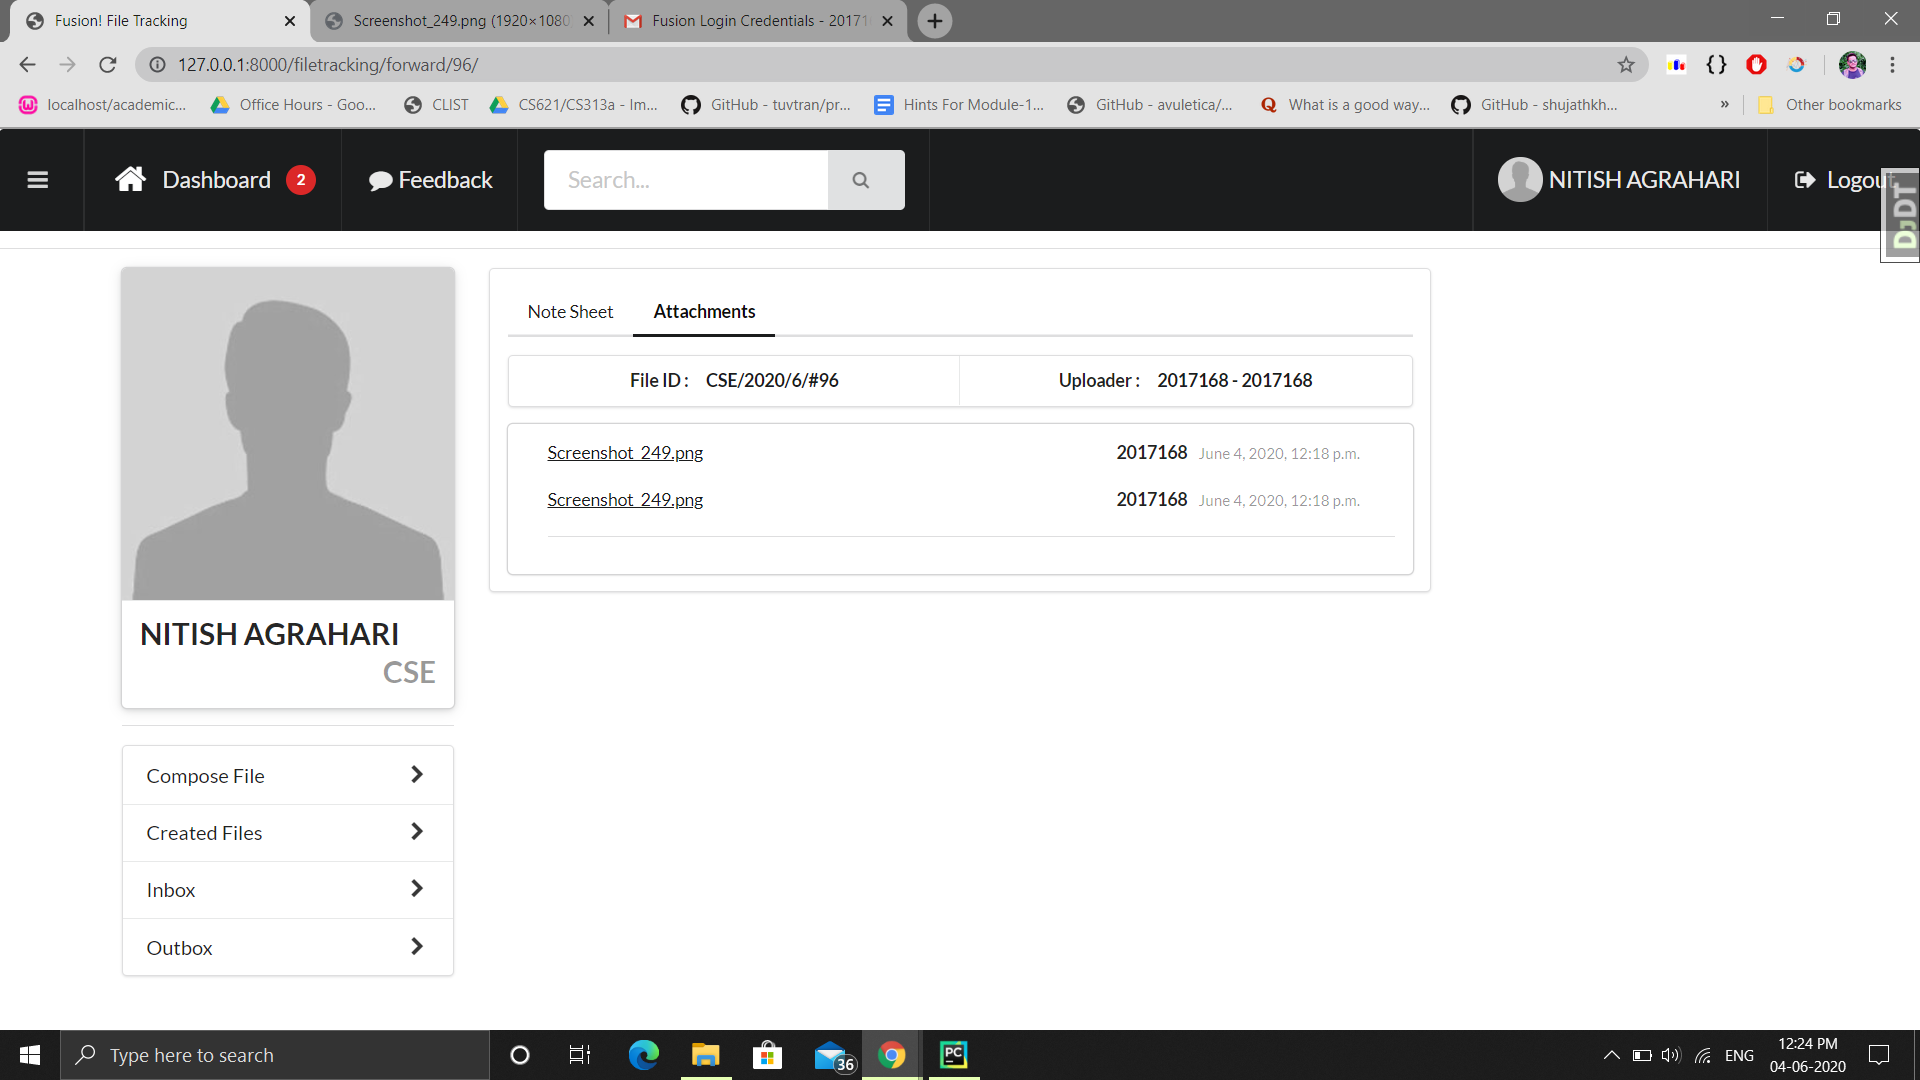 Fusion! File Tracking
Screenshot_249.png (1920×1080
Fusion Login Credentials - 20171
127.0.0.1:8000/filetracking/forward/96/
localhost/academic...
Office Hours - Goo...
CLIST
CS621/CS313a - Im...
GitHub - tuvtran/pr...
Hints For Module-1...
GitHub - avuletica/...
What is a good way...
GitHub - shujathkh...
»
Other bookmarks
Dashboard 2
Feedback
Search...
NITISH AGRAHARI
Logout
DjDT
Note Sheet
Attachments
File ID : CSE/2020/6/#96
Uploader : 2017168 - 2017168
Screenshot_249.png 2017168 June 4, 2020, 12:18 p.m.
Screenshot_249.png 2017168 June 4, 2020, 12:18 p.m.
NITISH AGRAHARI
CSE
Compose File
Created Files
Inbox
Outbox
Type here to search
36
PC
ENG
12:24 PM
04-06-2020